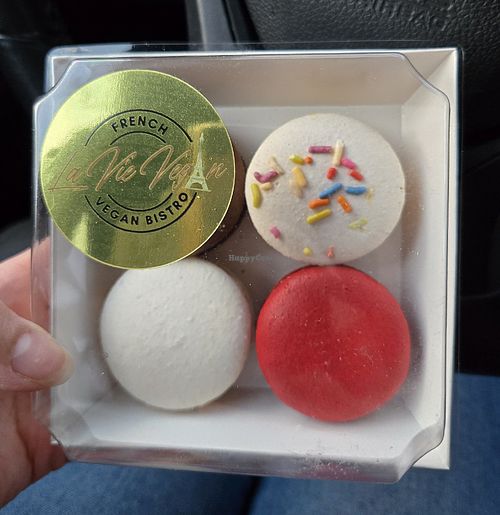 FRENCH
La Vie Vegan
VEGAN BISTRO